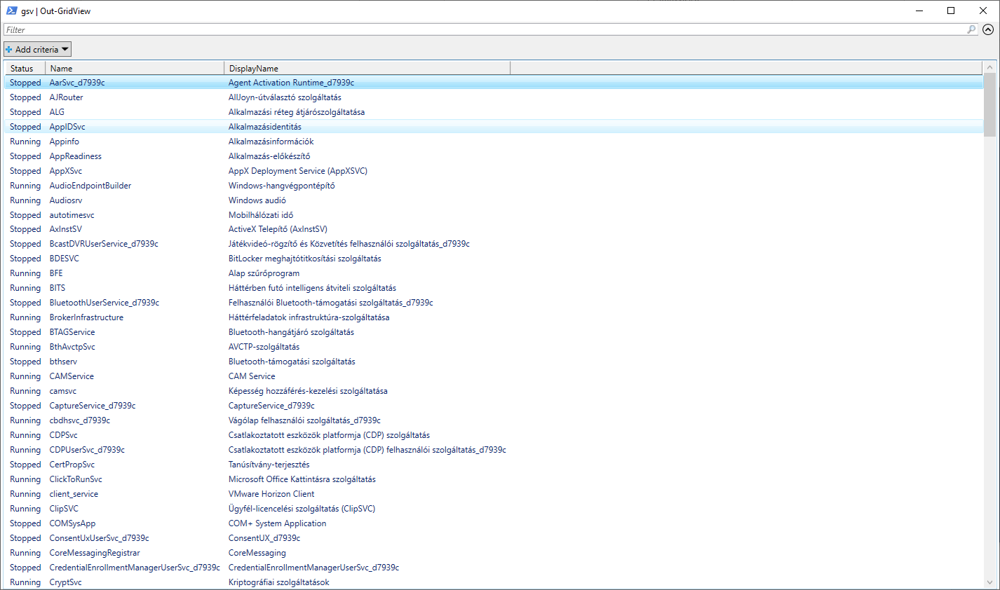 gsv | Out-GridView
Filter
Add criteria
Status Name DisplayName
Stopped AarSvc_d7939c Agent Activation Runtime_d7939c
Stopped AJRouter AllJoyn-útválasztó szolgáltatás
Stopped ALG Alkalmazási réteg átjárószolgáltatása
Stopped AppIDSvc Alkalmazásidentitás
Running Appinfo Alkalmazásinformációk
Stopped AppReadiness Alkalmazás-előkészítő
Stopped AppXSvc AppX Deployment Service (AppXSVC)
Running AudioEndpointBuilder Windows-hangvégpontépítő
Running Audiosrv Windows audió
Stopped autotimesvc Mobilhálózati idő
Stopped AxInstSV ActiveX Telepítő (AxInstSV)
Stopped BcastDVRUserService_d7939c Játékvideó-rögzítő és Közvetítés felhasználói szolgáltatás_d7939c
Stopped BDESVC BitLocker meghajtótitkosítási szolgáltatás
Running BFE Alap szűrőprogram
Running BITS Háttérben futó intelligens átviteli szolgáltatás
Stopped BluetoothUserService_d7939c Felhasználói Bluetooth-támogatási szolgáltatás_d7939c
Running BrokerInfrastructure Háttérfeladatok infrastruktúra-szolgáltatása
Stopped BTAGService Bluetooth-hangátjáró szolgáltatás
Running BthAvctpSvc AVCTP-szolgáltatás
Stopped bthserv Bluetooth-támogatási szolgáltatás
Running CAMService CAM Service
Running camsvc Képesség hozzáférés-kezelési szolgáltatása
Stopped CaptureService_d7939c CaptureService_d7939c
Running cbdhsvc_d7939c Vágólap felhasználói szolgáltatás_d7939c
Running CDPSvc Csatlakoztatott eszközök platformja (CDP) szolgáltatás
Running CDPUserSvc_d7939c Csatlakoztatott eszközök platformja (CDP) felhasználói szolgáltatás_d7939c
Stopped CertPropSvc Tanúsítvány-terjesztés
Running ClickToRunSvc Microsoft Office Kattintásra szolgáltatás
Running client_service VMware Horizon Client
Running ClipSVC Ügyfél-licencelési szolgáltatás (ClipSVC)
Stopped COMSysApp COM+ System Application
Stopped ConsentUxUserSvc_d7939c ConsentUX_d7939c
Running CoreMessagingRegistrar CoreMessaging
Stopped CredentialEnrollmentManagerUserSvc_d7939c CredentialEnrollmentManagerUserSvc_d7939c
Running CryptSvc Kriptográfiai szolgáltatások